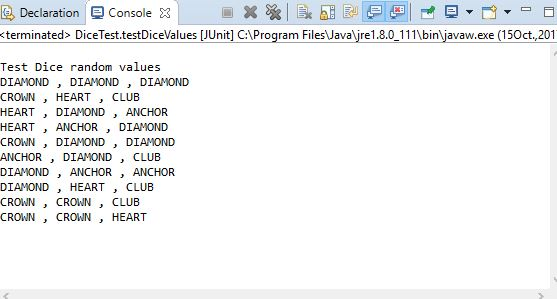 Declaration Console
<terminated> DiceTest.testDiceValues [JUnit] C:\Program Files\Java\jre1.8.0_111\bin\javaw.exe (15Oct.,201
Test Dice random values
DIAMOND , DIAMOND , DIAMOND
CROWN , HEART , CLUB
HEART , DIAMOND , ANCHOR
HEART , ANCHOR , DIAMOND
CROWN , DIAMOND , DIAMOND
ANCHOR , DIAMOND , CLUB
DIAMOND , ANCHOR , ANCHOR
DIAMOND , HEART , CLUB
CROWN , CROWN , CLUB
CROWN , CROWN , HEART